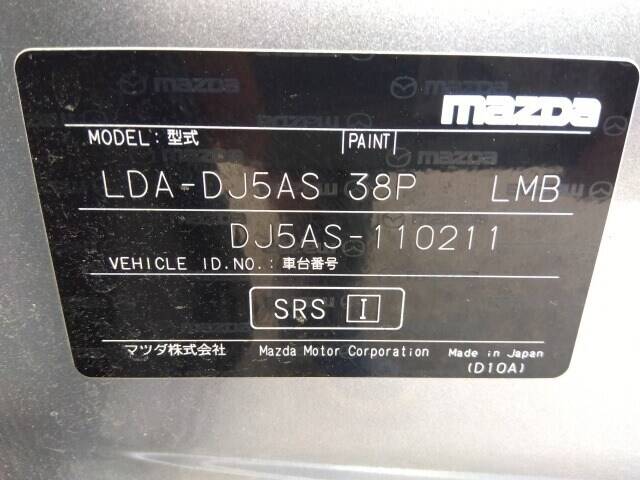 mazda
MODEL: 型式 PAINT
LDA-DJ5AS 38P LMB
DJ5AS-110211
VEHICLE ID.NO.: 車台番号
SRS I
マツダ株式会社 Mazda Motor Corporation Made in Japan
(D10A)